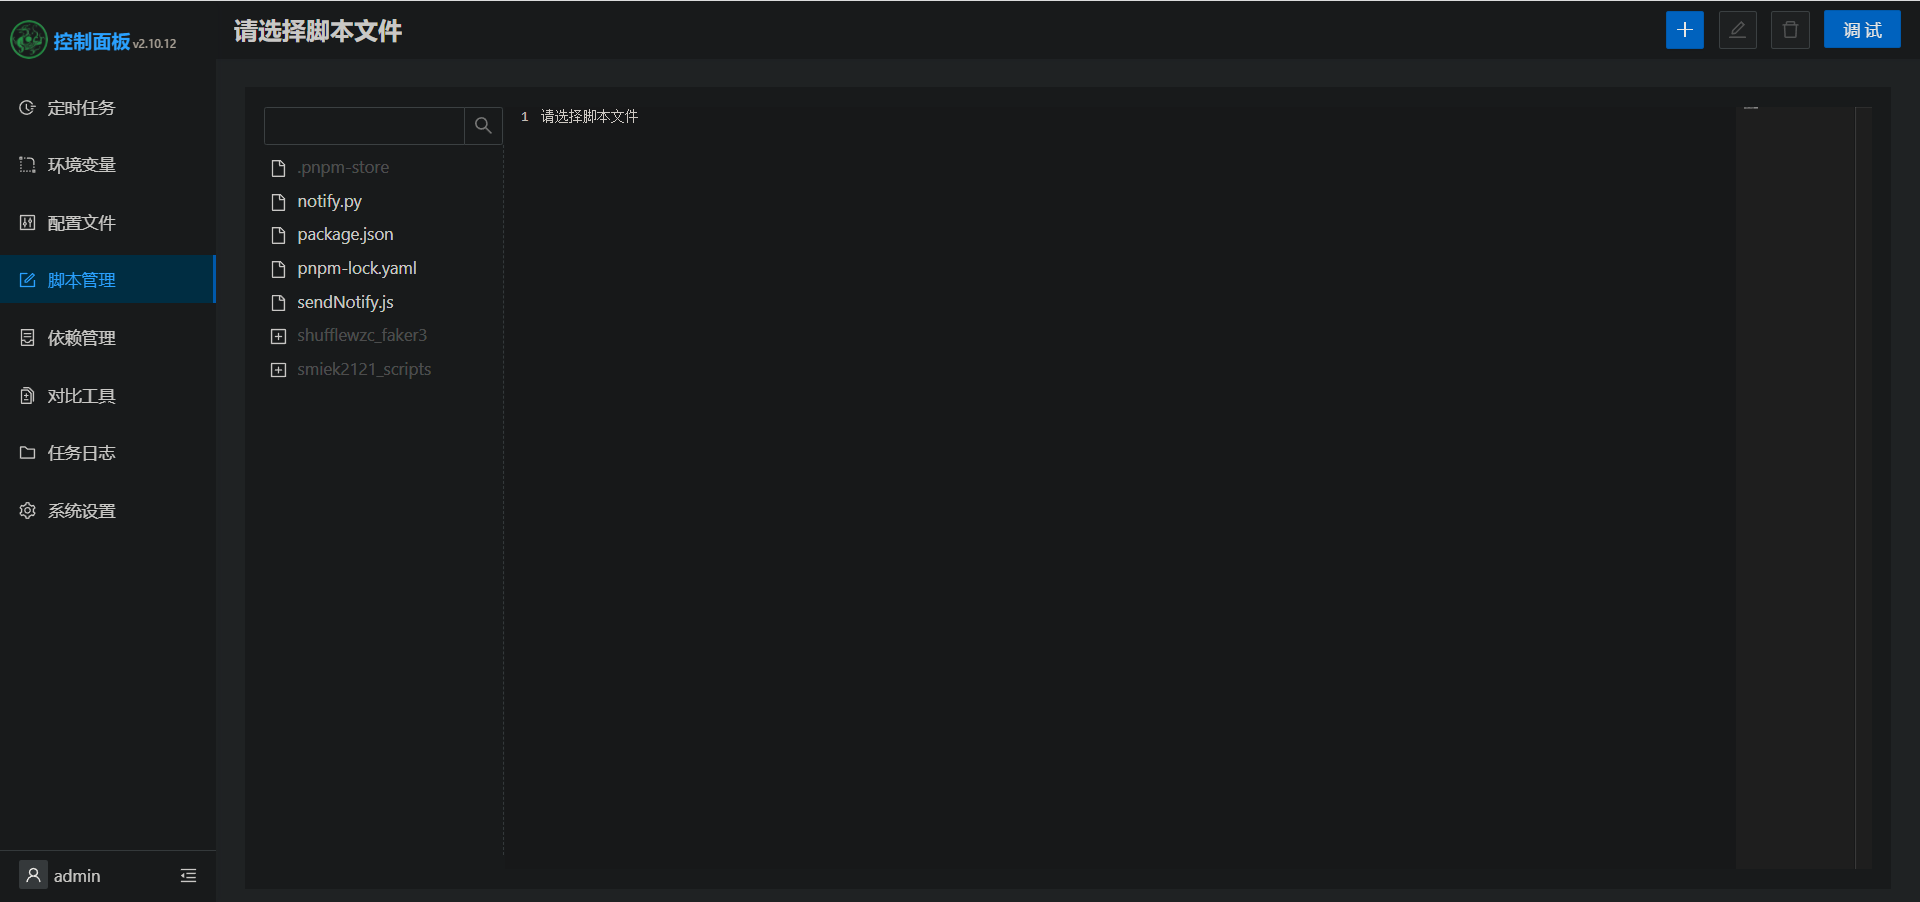 控制面板 v2.10.12
定时任务
环境变量
配置文件
脚本管理
依赖管理
对比工具
任务日志
系统设置
admin
请选择脚本文件
调 试
.pnpm-store
notify.py
package.json
pnpm-lock.yaml
sendNotify.js
shufflewzc_faker3
smiek2121_scripts
1 请选择脚本文件